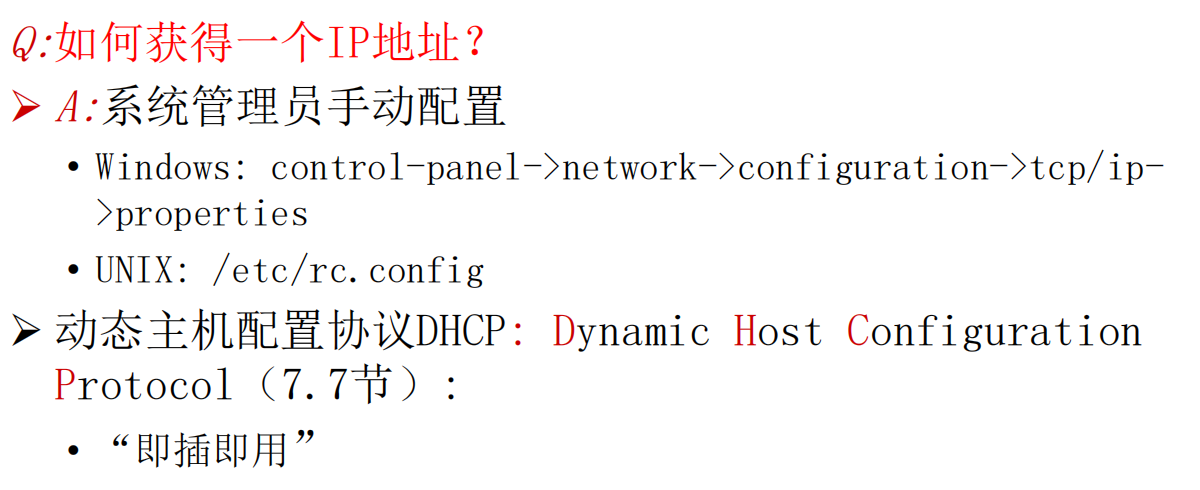 Q:如何获得一个IP地址?
➢ A:系统管理员手动配置
• Windows: control-panel->network->configuration->tcp/ip-
>properties
• UNIX: /etc/rc.config
➢ 动态主机配置协议DHCP: Dynamic Host Configuration
Protocol（7.7节）:
• “即插即用”